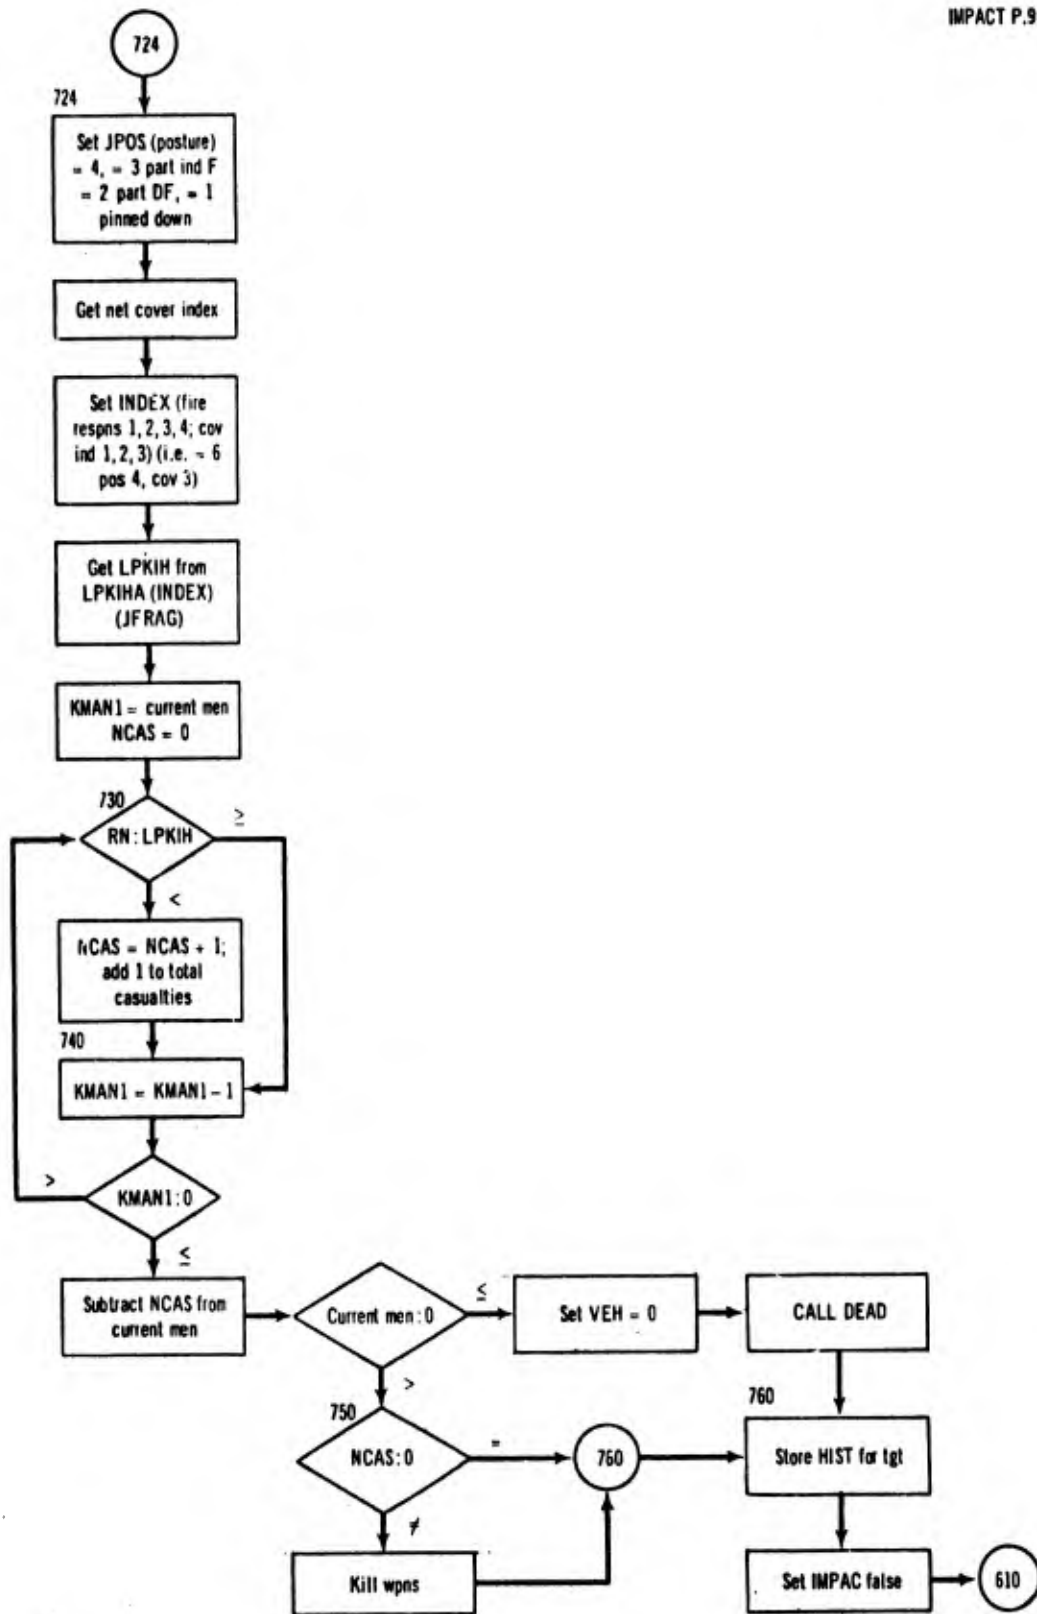 IMPACT P.9
724
724
Set JPOS (posture)
= 4, = 3 part ind F
= 2 part DF, = 1
pinned down
Get net cover index
Set INDEX (fire
respns 1, 2, 3, 4; cov
ind 1, 2, 3) (i.e. = 6
pos 4, cov 3)
Get LPKIH from
LPKIHA (INDEX)
(JFRAG)
KMAN1 = current men
NCAS = 0
730
RN : LPKIH
≥
<
NCAS = NCAS + 1;
add 1 to total
casualties
740
KMAN1 = KMAN1 - 1
>
KMAN1 : 0
≤
Subtract NCAS from
current men
Current men : 0
≤
Set VEH = 0
CALL DEAD
>
750
NCAS : 0
=
760
760
Store HIST for tgt
≠
Kill wpns
Set IMPAC false
610